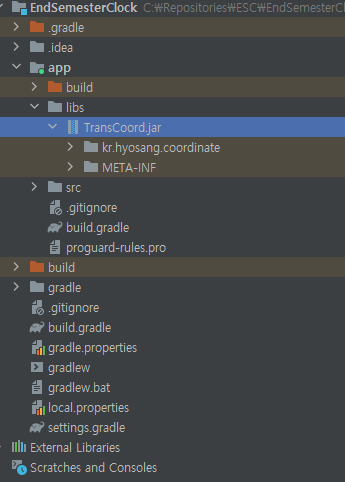 EndSemesterClock C:₩Repositories₩ESC₩EndSemesterClock
.gradle
.idea
app
build
libs
TransCoord.jar
kr.hyosang.coordinate
META-INF
src
.gitignore
build.gradle
proguard-rules.pro
build
gradle
.gitignore
build.gradle
gradle.properties
gradlew
gradlew.bat
local.properties
settings.gradle
External Libraries
Scratches and Consoles